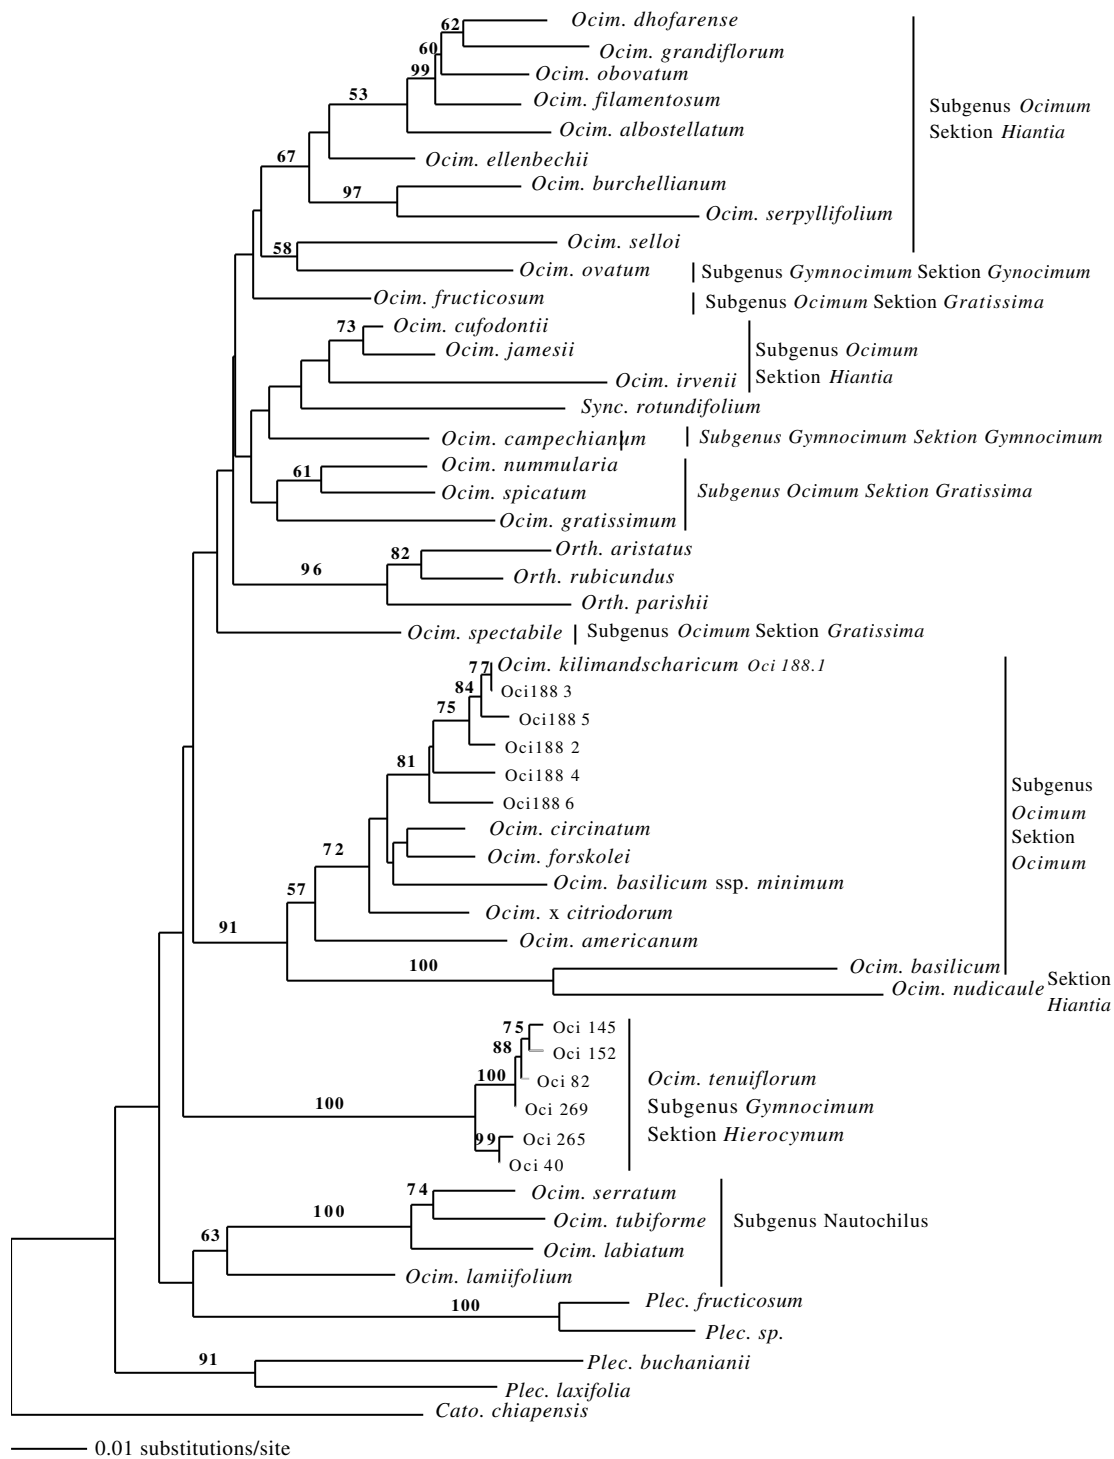 62
Ocim. dhofarense
60
Ocim. grandiflorum
99
Ocim. obovatum
53
Ocim. filamentosum
Subgenus Ocimum
Sektion Hiantia
Ocim. albostellatum
67
Ocim. ellenbechii
97
Ocim. burchellianum
Ocim. serpyllifolium
58
Ocim. selloi
Ocim. ovatum
Subgenus Gymnocimum Sektion Gynocimum
Ocim. fructicosum
Subgenus Ocimum Sektion Gratissima
73
Ocim. cufodontii
Ocim. jamesii
Subgenus Ocimum
Sektion Hiantia
Ocim. irvenii
Sync. rotundifolium
Ocim. campechianum
Subgenus Gymnocimum Sektion Gymnocimum
61
Ocim. nummularia
Ocim. spicatum
Subgenus Ocimum Sektion Gratissima
Ocim. gratissimum
96
82
Orth. aristatus
Orth. rubicundus
Orth. parishii
Ocim. spectabile
Subgenus Ocimum Sektion Gratissima
77
Ocim. kilimandscharicum Oci 188.1
84
Oci188 3
75
Oci188 5
Oci188 2
81
Oci188 4
Oci188 6
Subgenus
Ocimum
Sektion
Ocimum
Ocim. circinatum
72
Ocim. forskolei
57
Ocim. basilicum ssp. minimum
Ocim. x citriodorum
91
Ocim. americanum
100
Ocim. basilicum
Ocim. nudicaule
Sektion
Hiantia
75
Oci 145
88
Oci 152
100
Oci 82
100
Oci 269
99
Oci 265
Oci 40
Ocim. tenuiflorum
Subgenus Gymnocimum
Sektion Hierocymum
74
Ocim. serratum
100
Ocim. tubiforme
Subgenus Nautochilus
63
Ocim. labiatum
Ocim. lamiifolium
100
Plec. fructicosum
Plec. sp.
91
Plec. buchanianii
Plec. laxifolia
Cato. chiapensis
0.01 substitutions/site